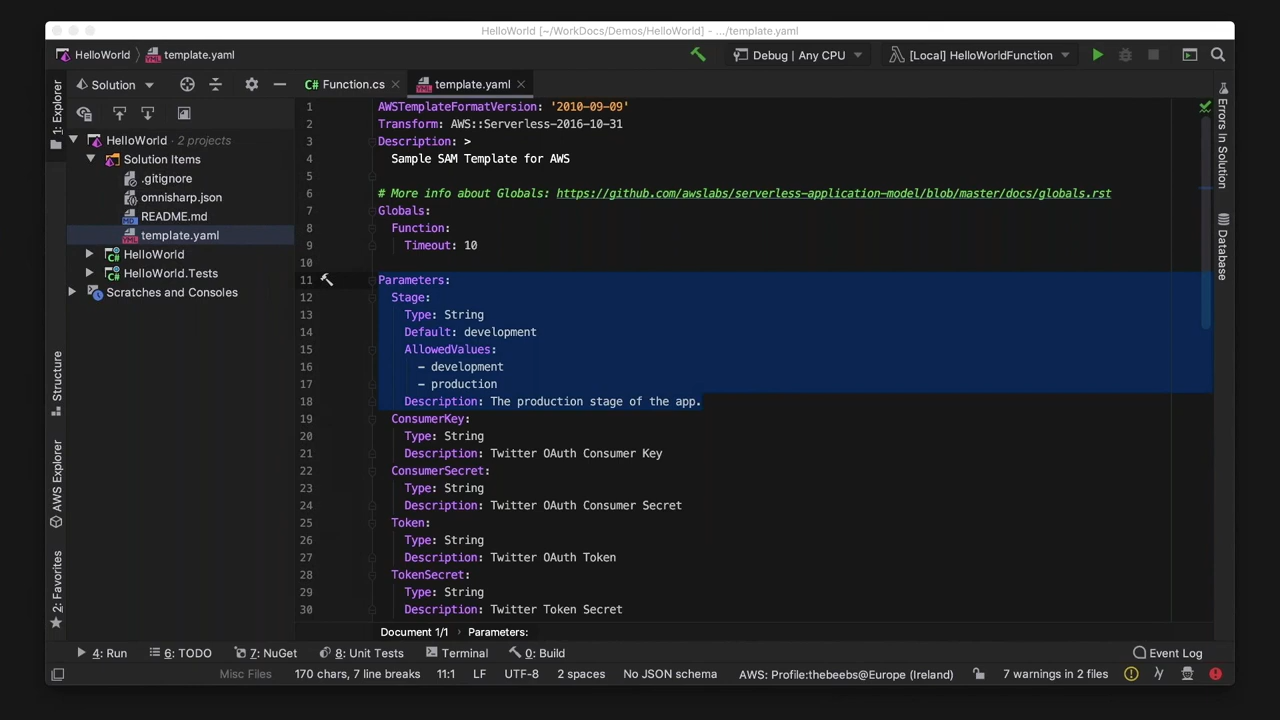 HelloWorld [~/WorkDocs/Demos/HelloWorld] - .../template.yaml
HelloWorld template.yaml Debug | Any CPU [Local] HelloWorldFunction
Solution
Function.cs template.yaml
1: Explorer
Structure
AWS Explorer
2: Favorites
HelloWorld 2 projects
Solution Items
.gitignore
omnisharp.json
README.md
template.yaml
HelloWorld
HelloWorld.Tests
Scratches and Consoles
1 AWSTemplateFormatVersion: '2010-09-09'
2 Transform: AWS::Serverless-2016-10-31
3 Description: >
4 Sample SAM Template for AWS
5
6 # More info about Globals: https://github.com/awslabs/serverless-application-model/blob/master/docs/globals.rst
7 Globals:
8 Function:
9 Timeout: 10
10
11 Parameters:
12 Stage:
13 Type: String
14 Default: development
15 AllowedValues:
16 - development
17 - production
18 Description: The production stage of the app.
19 ConsumerKey:
20 Type: String
21 Description: Twitter OAuth Consumer Key
22 ConsumerSecret:
23 Type: String
24 Description: Twitter OAuth Consumer Secret
25 Token:
26 Type: String
27 Description: Twitter OAuth Token
28 TokenSecret:
29 Type: String
30 Description: Twitter Token Secret
Errors In Solution
Database
Document 1/1 › Parameters:
4: Run 6: TODO 7: NuGet 8: Unit Tests Terminal 0: Build Event Log
Misc Files 170 chars, 7 line breaks 11:1 LF UTF-8 2 spaces No JSON schema AWS: Profile:thebeebs@Europe (Ireland) 7 warnings in 2 files